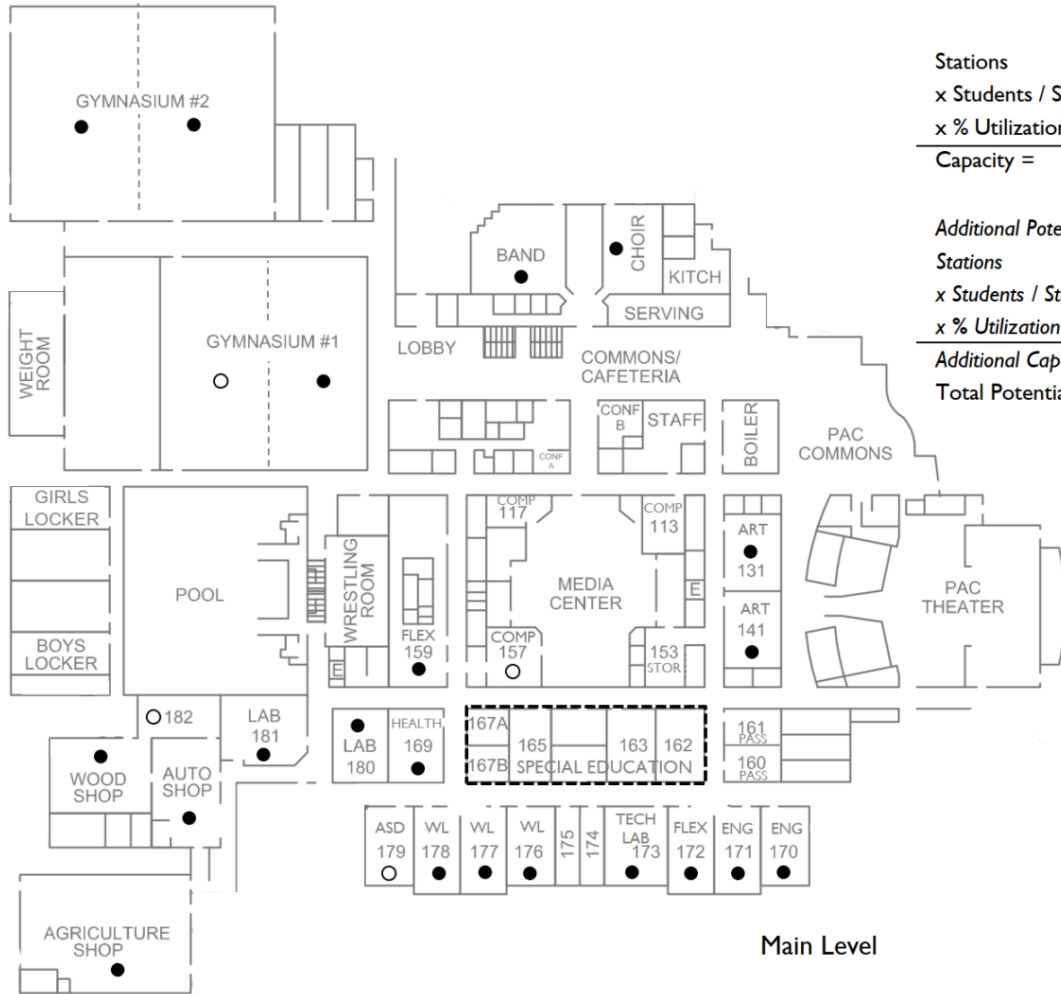 Stations
x Students / S
x % Utilization
Capacity =
Additional Pote
Stations
x Students / St
x % Utilization
Additional Cap
Total Potentia
GYMNASIUM #2
BAND
CHOIR
KITCH
SERVING
WEIGHT
ROOM
GYMNASIUM #1
LOBBY
COMMONS/
CAFETERIA
CONF
B
STAFF
BOILER
CONF
A
PAC
COMMONS
GIRLS
LOCKER
BOYS
LOCKER
POOL
WRESTLING
ROOM
E
FLEX
159
COMP
117
COMP
113
MEDIA
CENTER
E
COMP
157
153
STOR
ART
131
ART
141
PAC
THEATER
182
LAB
181
LAB
180
HEALTH
169
167A
167B
165
163
162
SPECIAL EDUCATION
161
PASS
160
PASS
WOOD
SHOP
AUTO
SHOP
ASD
179
WL
178
WL
177
WL
176
175
174
TECH
LAB
173
FLEX
172
ENG
171
ENG
170
AGRICULTURE
SHOP
Main Level